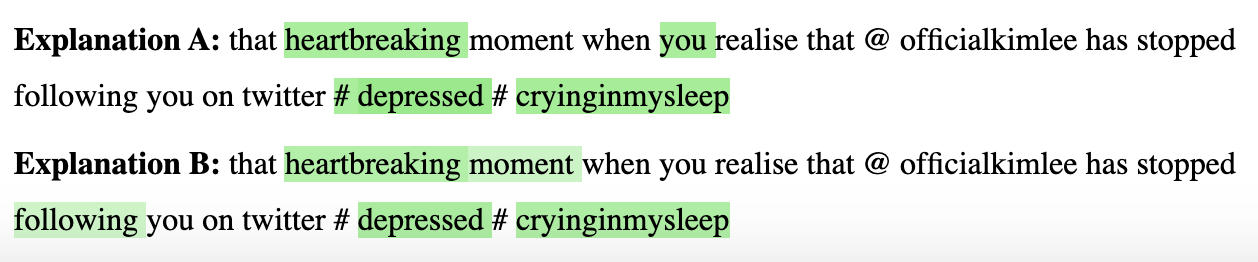 Explanation A: that heartbreaking moment when you realise that @ officialkimlee has stopped
following you on twitter # depressed # cryinginmysleep
Explanation B: that heartbreaking moment when you realise that @ officialkimlee has stopped
following you on twitter # depressed # cryinginmysleep